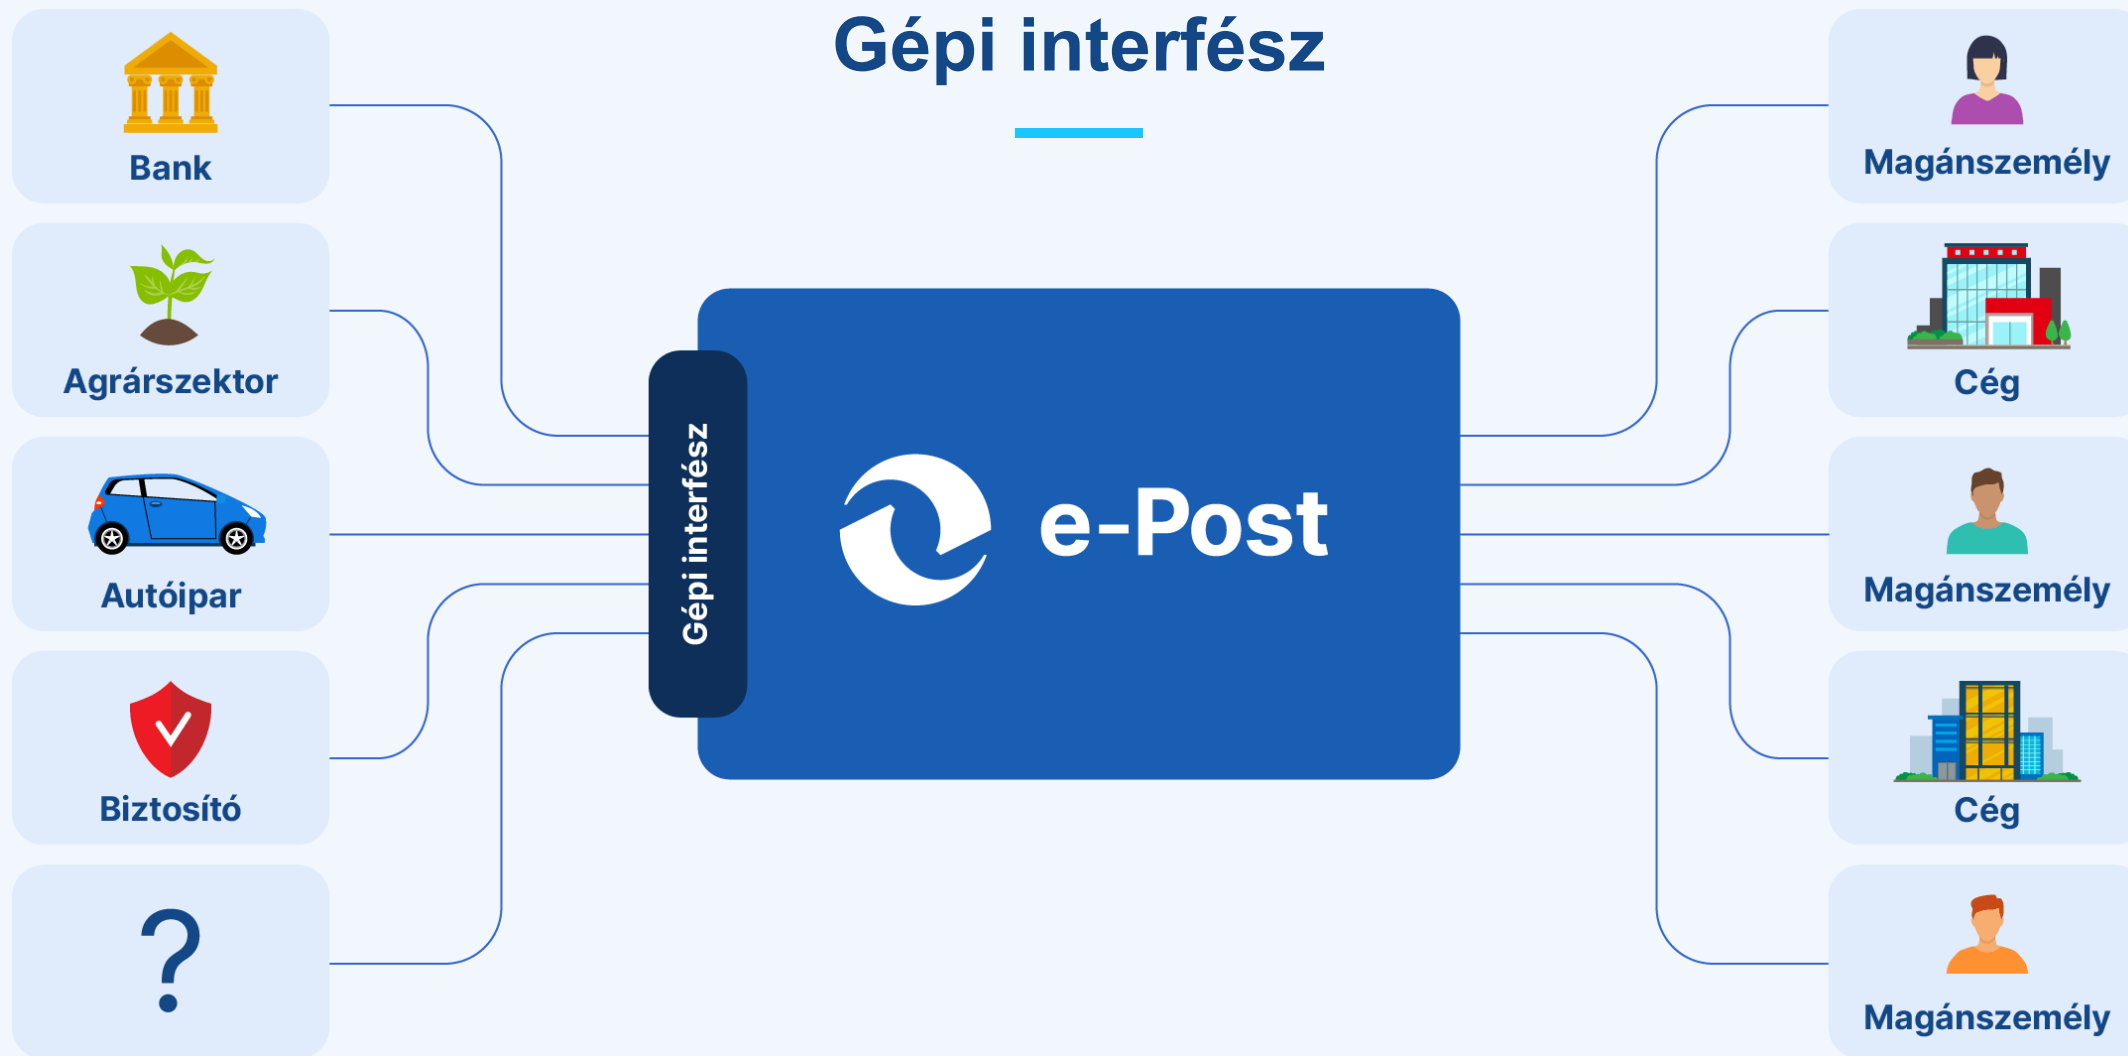 Gépi interfész
Bank
Agrárszektor
Autóipar
Biztosító
?
Gépi interfész
e-Post
Magánszemély
Cég
Magánszemély
Cég
Magánszemély